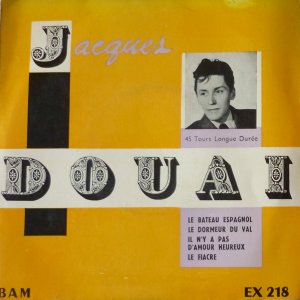 Jacques
45 Tours Longue Durée
DOUAI
LE BATEAU ESPAGNOL
LE DORMEUR DU VAL
IL N'Y A PAS
D'AMOUR HEUREUX
LE FIACRE
BAM
EX 218